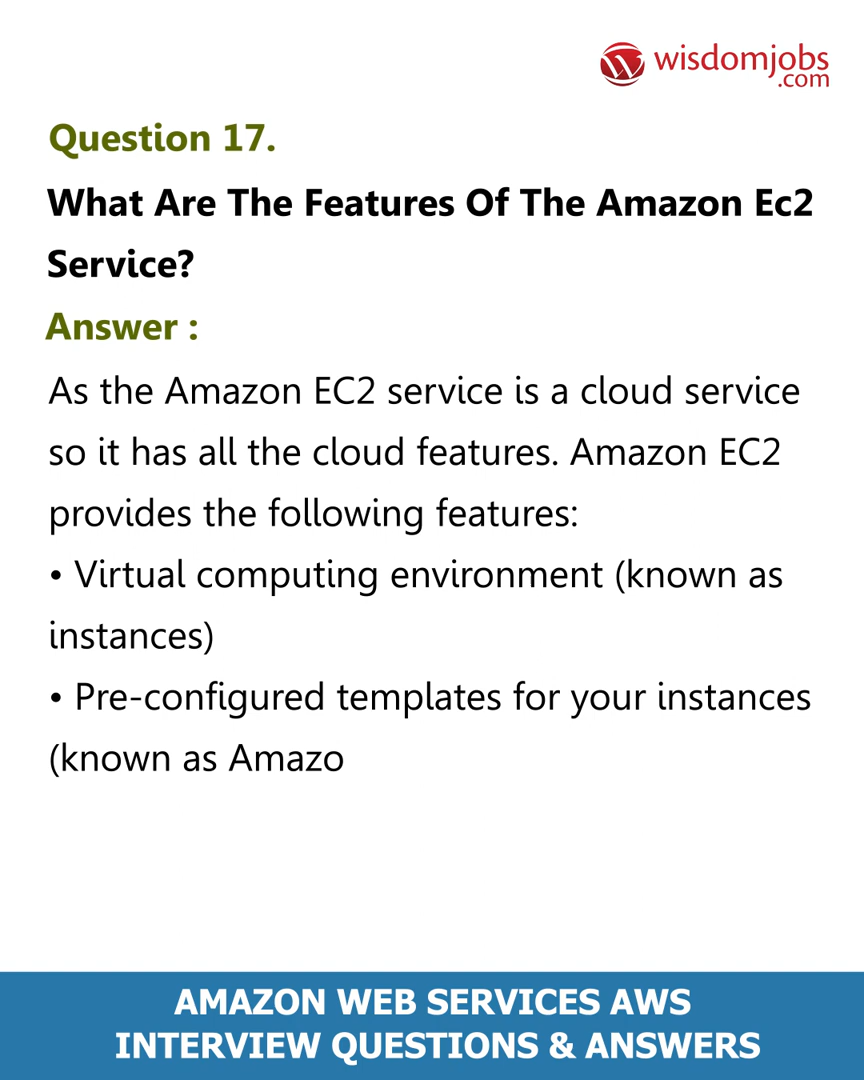 wisdomjobs
.com
Question 17.
What Are The Features Of The Amazon Ec2
Service?
Answer :
As the Amazon EC2 service is a cloud service
so it has all the cloud features. Amazon EC2
provides the following features:
• Virtual computing environment (known as
instances)
• Pre-configured templates for your instances
(known as Amazo
AMAZON WEB SERVICES AWS
INTERVIEW QUESTIONS & ANSWERS